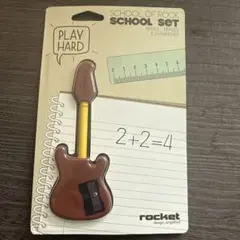 SCHOOL OF ROCK
SCHOOL SET
PLAY
HARD
2+2=4
rocket